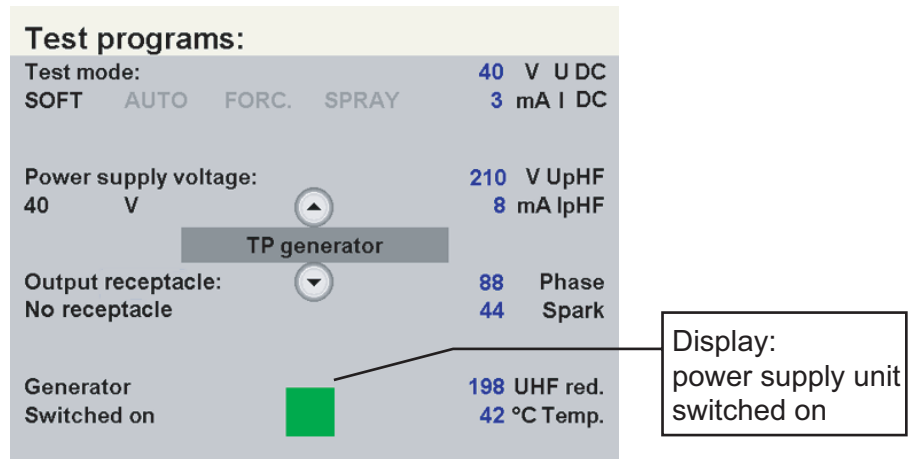 Test programs:
Test mode:
40 V U DC
SOFT AUTO FORC. SPRAY
3 mA I DC
Power supply voltage:
210 V UpHF
40 V
8 mA IpHF
TP generator
Output receptacle:
88 Phase
No receptacle
44 Spark
Generator
198 UHF red.
Switched on
42 °C Temp.
Display:
power supply unit
switched on